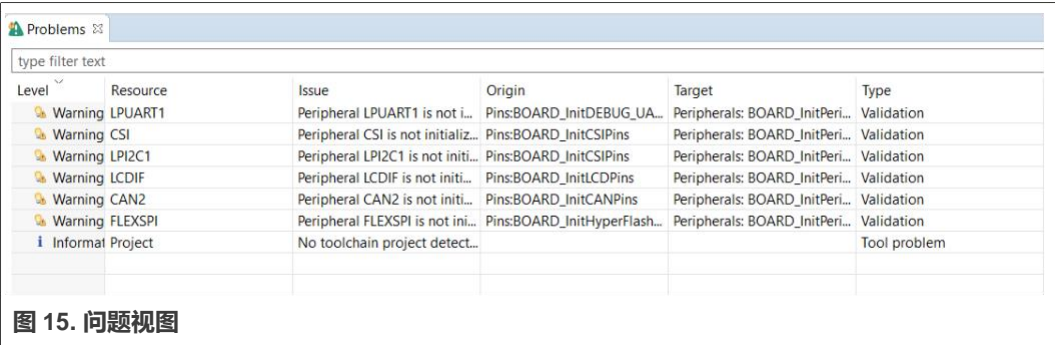 Problems
type filter text
Level Resource Issue Origin Target Type
Warning LPUART1 Peripheral LPUART1 is not i... Pins:BOARD_InitDEBUG_UA... Peripherals: BOARD_InitPeri... Validation
Warning CSI Peripheral CSI is not initializ... Pins:BOARD_InitCSIPins Peripherals: BOARD_InitPeri... Validation
Warning LPI2C1 Peripheral LPI2C1 is not initi... Pins:BOARD_InitCSIPins Peripherals: BOARD_InitPeri... Validation
Warning LCDIF Peripheral LCDIF is not initi... Pins:BOARD_InitLCDPins Peripherals: BOARD_InitPeri... Validation
Warning CAN2 Peripheral CAN2 is not initi... Pins:BOARD_InitCANPins Peripherals: BOARD_InitPeri... Validation
Warning FLEXSPI Peripheral FLEXSPI is not ini... Pins:BOARD_InitHyperFlash... Peripherals: BOARD_InitPeri... Validation
Informat Project No toolchain project detect... Tool problem
图 15. 问题视图